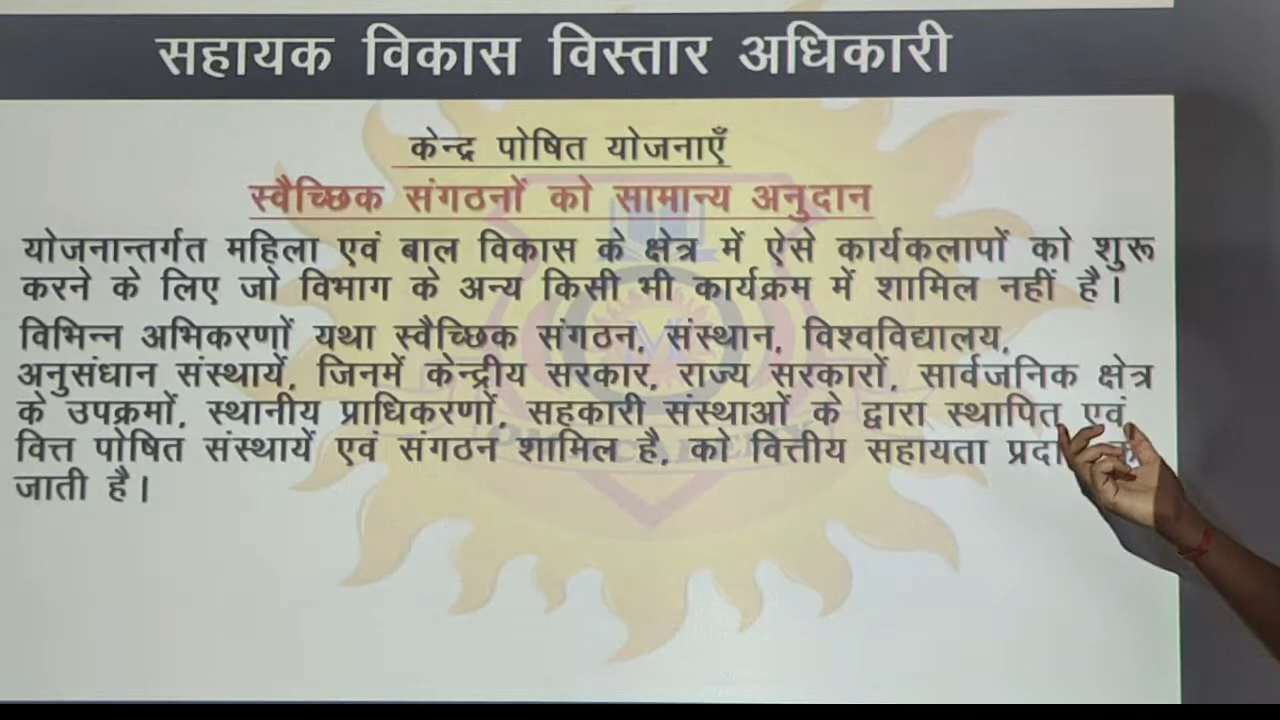 सहायक विकास विस्तार अधिकारी
केन्द्र पोषित योजनाएँ
स्वैच्छिक संगठनों को सामान्य अनुदान
योजनान्तर्गत महिला एवं बाल विकास के क्षेत्र में ऐसे कार्यकलापों को शुरू
करने के लिए जो विभाग के अन्य किसी भी कार्यक्रम में शामिल नहीं है।
विभिन्न अभिकरणों यथा स्वैच्छिक संगठन, संस्थान, विश्वविद्यालय,
अनुसंधान संस्थायें, जिनमें केन्द्रीय सरकार, राज्य सरकारों, सार्वजनिक क्षेत्र
के उपक्रमों, स्थानीय प्राधिकरणों, सहकारी संस्थाओं के द्वारा स्थापित एवं
वित्त पोषित संस्थायें एवं संगठन शामिल है, को वित्तीय सहायता
जाती है।